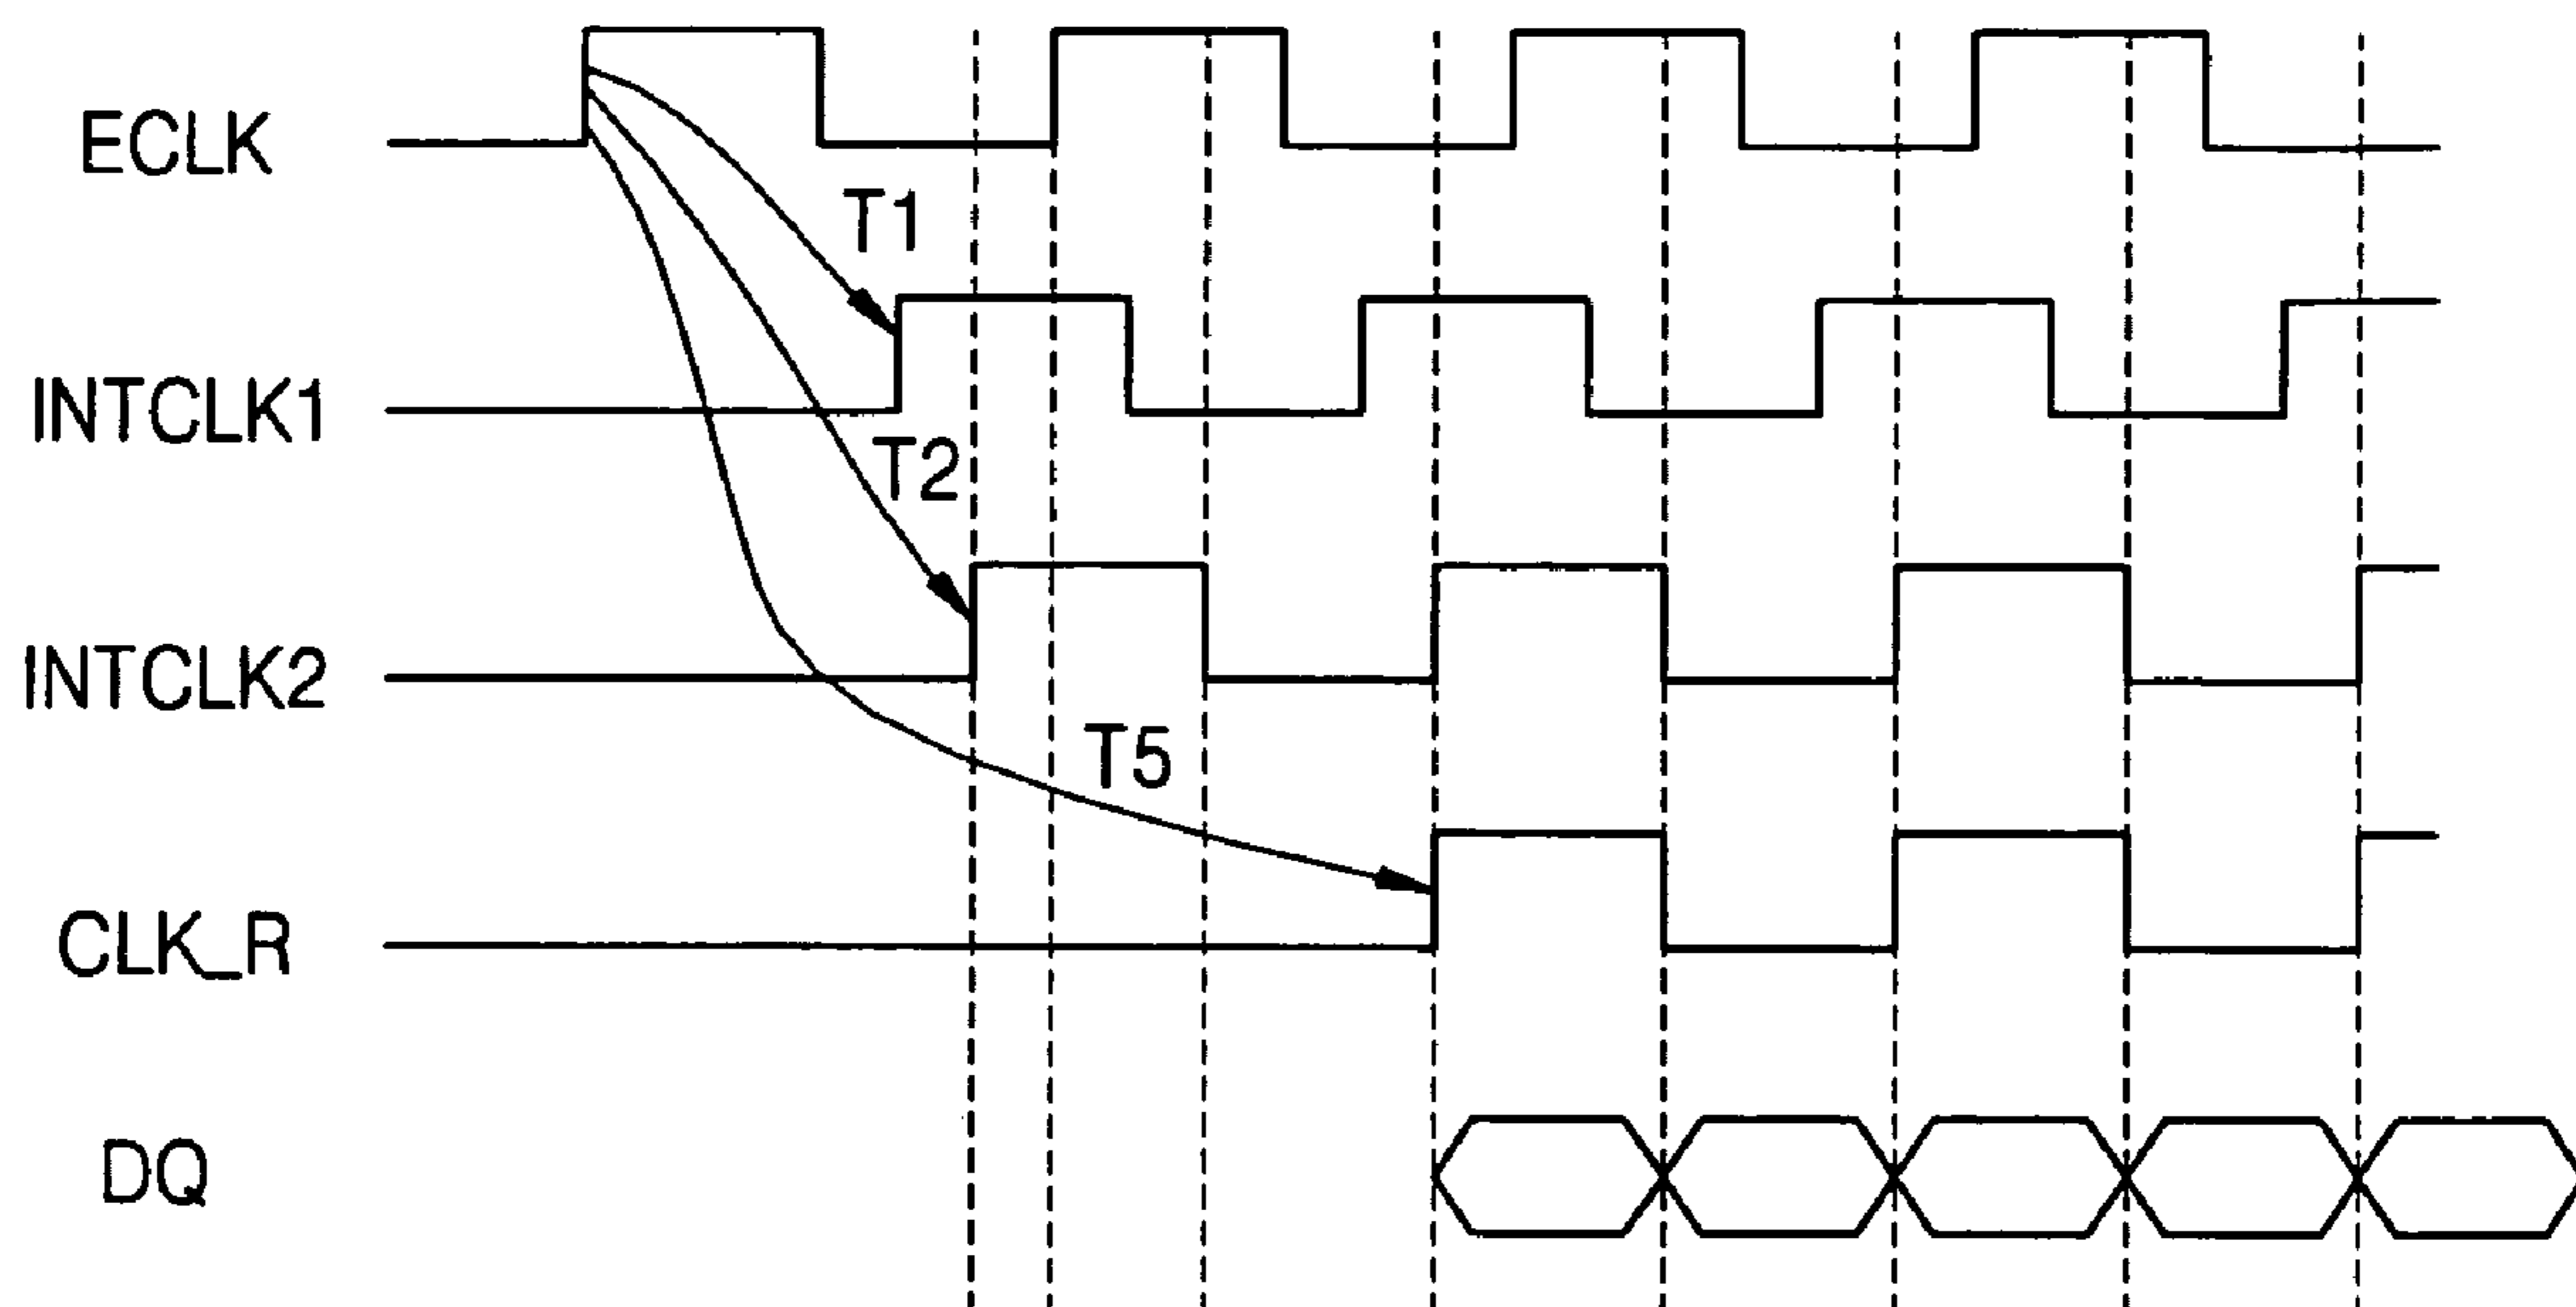 ECLK
T1
INTCLK1
T2
INTCLK2
T5
CLK_R
DQ